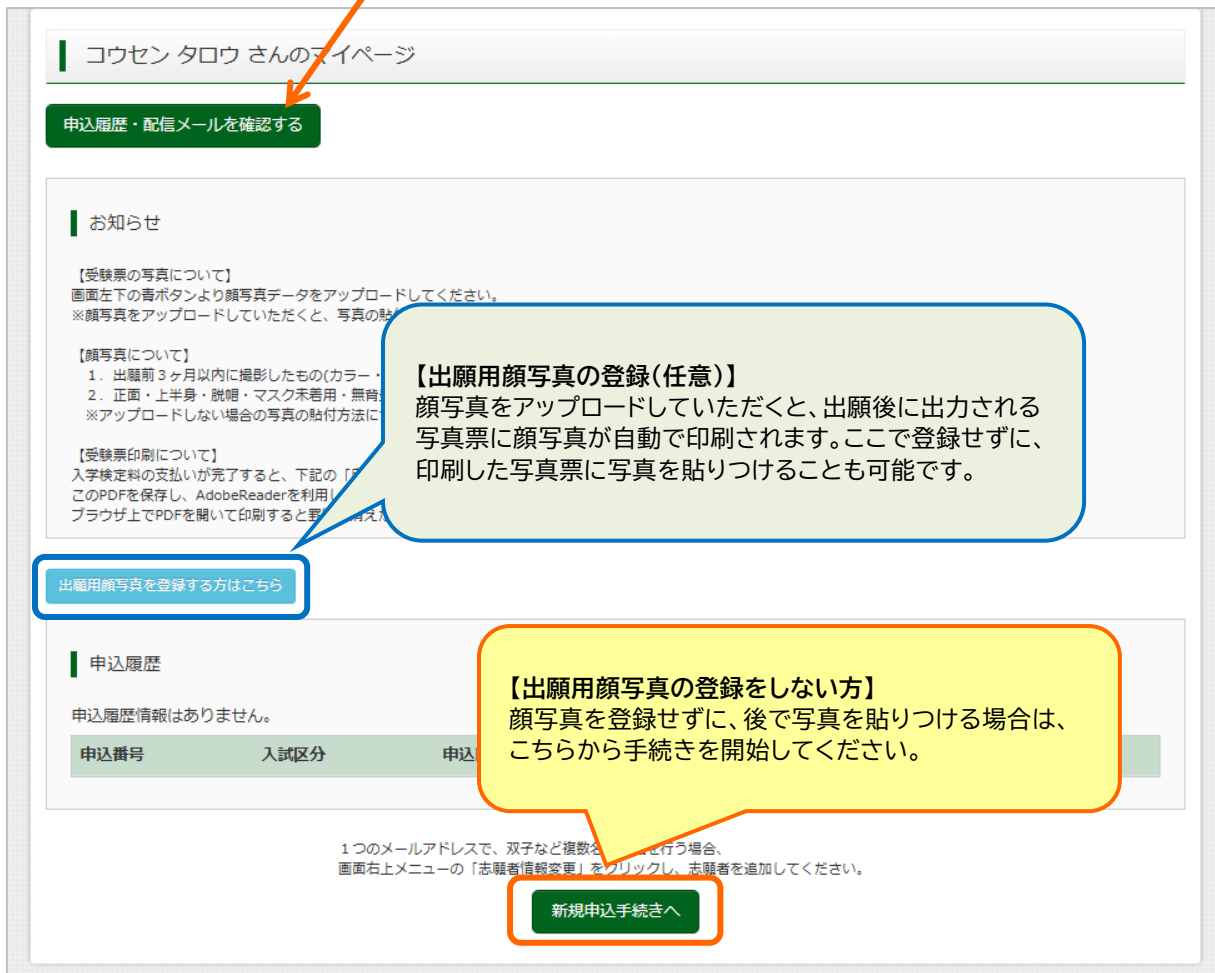 コウセン タロウ さんのマイページ
申込履歴・配信メールを確認する
お知らせ
【受験票の写真について】
画面左下の青ボタンより顔写真データをアップロードしてください。
※顔写真をアップロードしていただくと、写真の貼
【顔写真について】
1．出願前3ヶ月以内に撮影したもの(カラー・
2．正面・上半身・脱帽・マスク未着用・無背
※アップロードしない場合の写真の貼付方法に
【受験票印刷について】
入学検定料の支払いが完了すると、下記の「
このPDFを保存し、AdobeReaderを利用し
ブラウザ上でPDFを開いて印刷すると罫
【出願用顔写真の登録(任意)】
顔写真をアップロードしていただくと、出願後に出力される
写真票に顔写真が自動で印刷されます。ここで登録せずに、
印刷した写真票に写真を貼りつけることも可能です。
出願用顔写真を登録する方はこちら
申込履歴
申込履歴情報はありません。
申込番号 入試区分 申込
【出願用顔写真の登録をしない方】
顔写真を登録せずに、後で写真を貼りつける場合は、
こちらから手続きを開始してください。
1つのメールアドレスで、双子など複数名 を行う場合、
画面右上メニューの「志願者情報変更」をクリックし、志願者を追加してください。
新規申込手続きへ